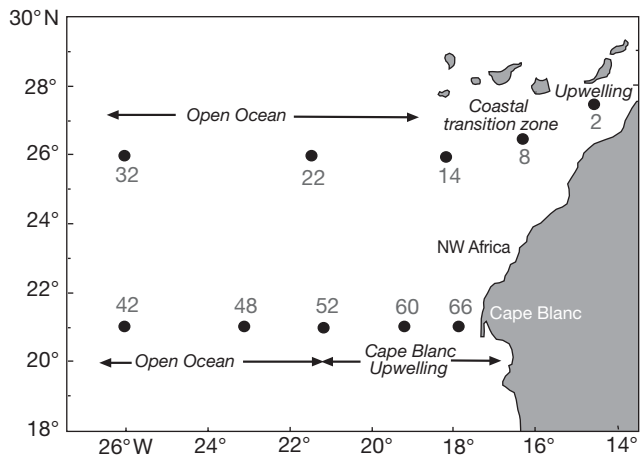 30°N
28°
26°
24°
22°
20°
18°
Open Ocean
Upwelling
Coastal
transition zone
2
8
14
22
32
NW Africa
42
48
52
60
66
Cape Blanc
Open Ocean
Cape Blanc
Upwelling
26°W
24°
22°
20°
18°
16°
14°